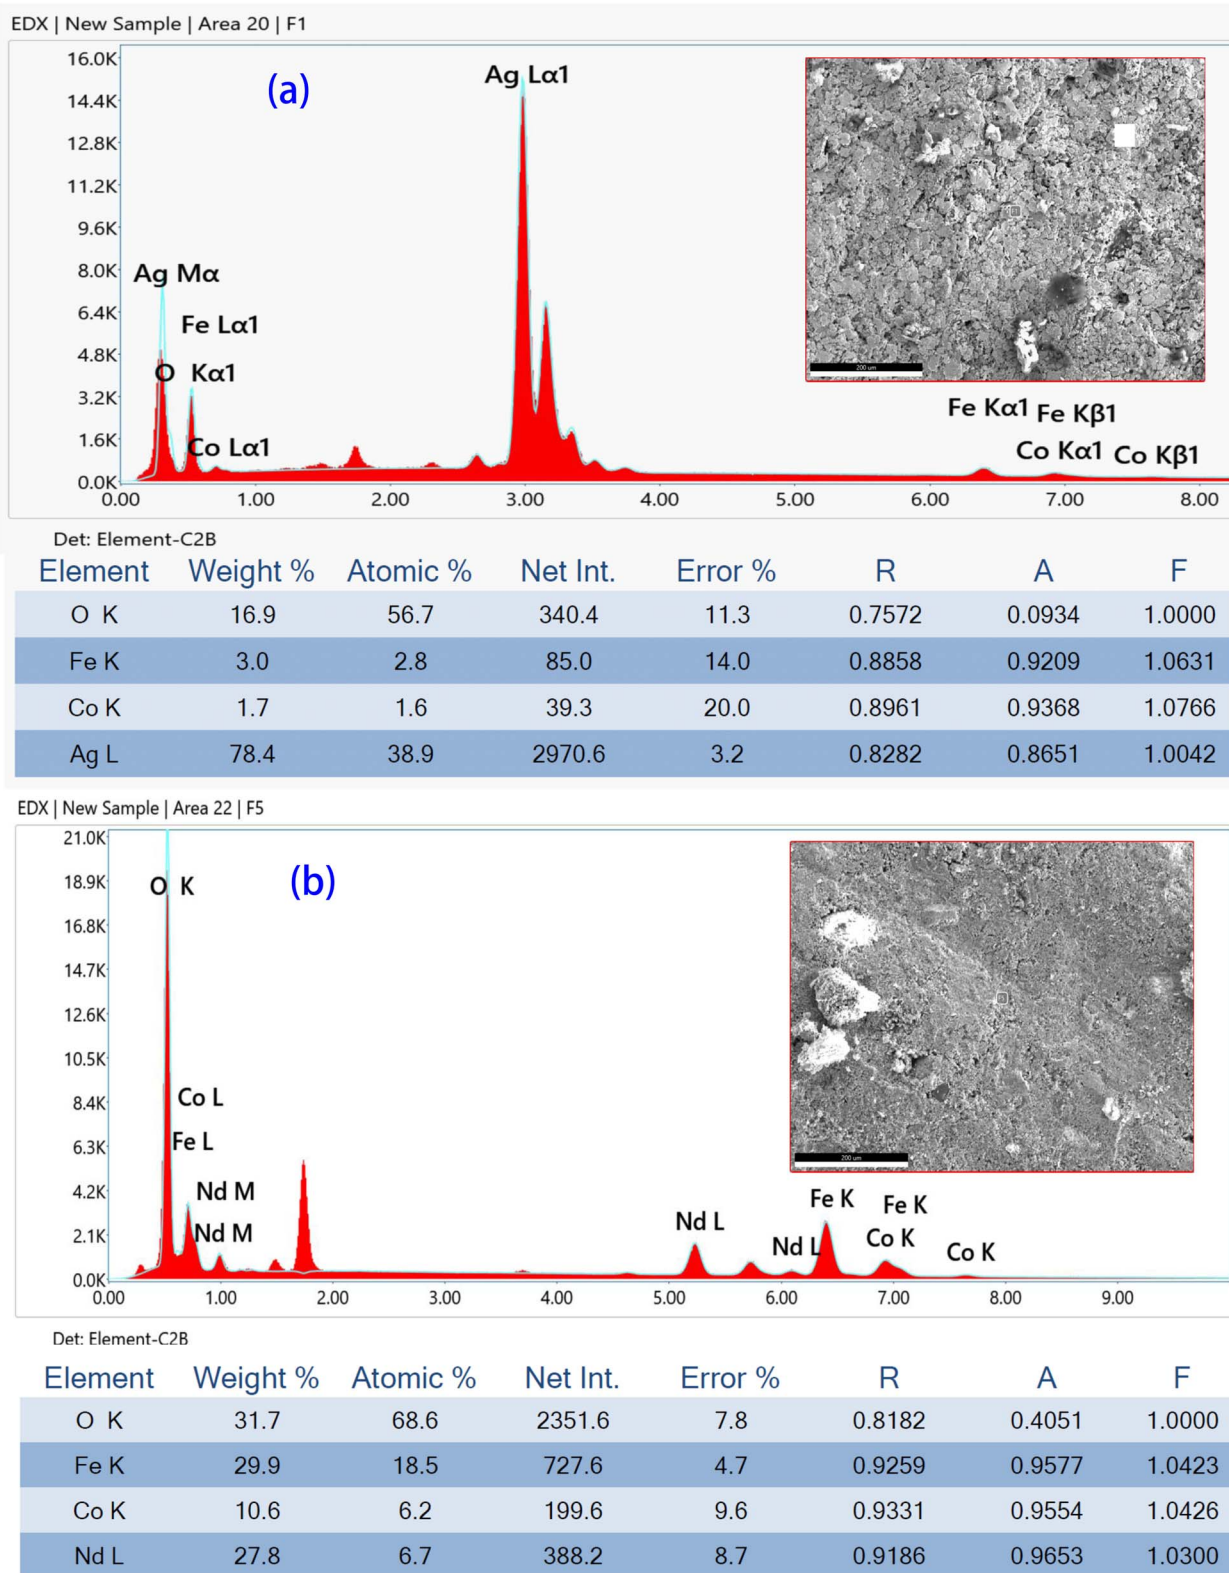 EDX | New Sample | Area 20 | F1
16.0K
(a)
Ag Lα1
14.4K
12.8K
11.2K
9.6K
8.0K
Ag Mα
6.4K
Fe Lα1
4.8K
O Kα1
200 um
3.2K
Fe Kα1 Fe Kβ1
1.6K
Co Lα1
Co Kα1 Co Kβ1
0.0K
0.00 1.00 2.00 3.00 4.00 5.00 6.00 7.00 8.00
Det: Element-C2B
Element Weight % Atomic % Net Int. Error % R A F
O K 16.9 56.7 340.4 11.3 0.7572 0.0934 1.0000
Fe K 3.0 2.8 85.0 14.0 0.8858 0.9209 1.0631
Co K 1.7 1.6 39.3 20.0 0.8961 0.9368 1.0766
Ag L 78.4 38.9 2970.6 3.2 0.8282 0.8651 1.0042
EDX | New Sample | Area 22 | F5
21.0K
18.9K
O K
(b)
16.8K
14.7K
12.6K
10.5K
8.4K
Co L
6.3K
Fe L
200 um
4.2K
Nd M
Fe K
Fe K
2.1K
Nd M
Nd L
Nd L
Co K
Co K
0.0K
0.00 1.00 2.00 3.00 4.00 5.00 6.00 7.00 8.00 9.00
Det: Element-C2B
Element Weight % Atomic % Net Int. Error % R A F
O K 31.7 68.6 2351.6 7.8 0.8182 0.4051 1.0000
Fe K 29.9 18.5 727.6 4.7 0.9259 0.9577 1.0423
Co K 10.6 6.2 199.6 9.6 0.9331 0.9554 1.0426
Nd L 27.8 6.7 388.2 8.7 0.9186 0.9653 1.0300